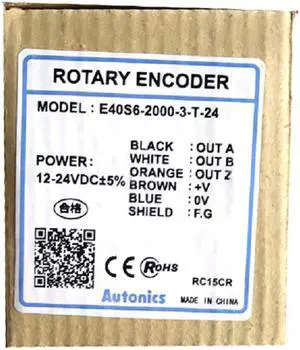 ROTARY ENCODER
MODEL : E40S6-2000-3-T-24
POWER:
12-24VDC±5%
BLACK :OUT A
WHITE :OUT B
ORANGE :OUT Z
BROWN :+V
BLUE :0V
SHIELD :F.G
合格
CE RoHS
RC15CR
Autonics
MADE IN CHINA